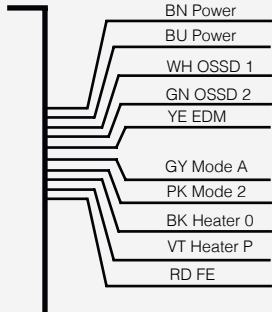 BN Power
BU Power
WH OSSD 1
GN OSSD 2
YE EDM
GY Mode A
PK Mode 2
BK Heater 0
VT Heater P
RD FE